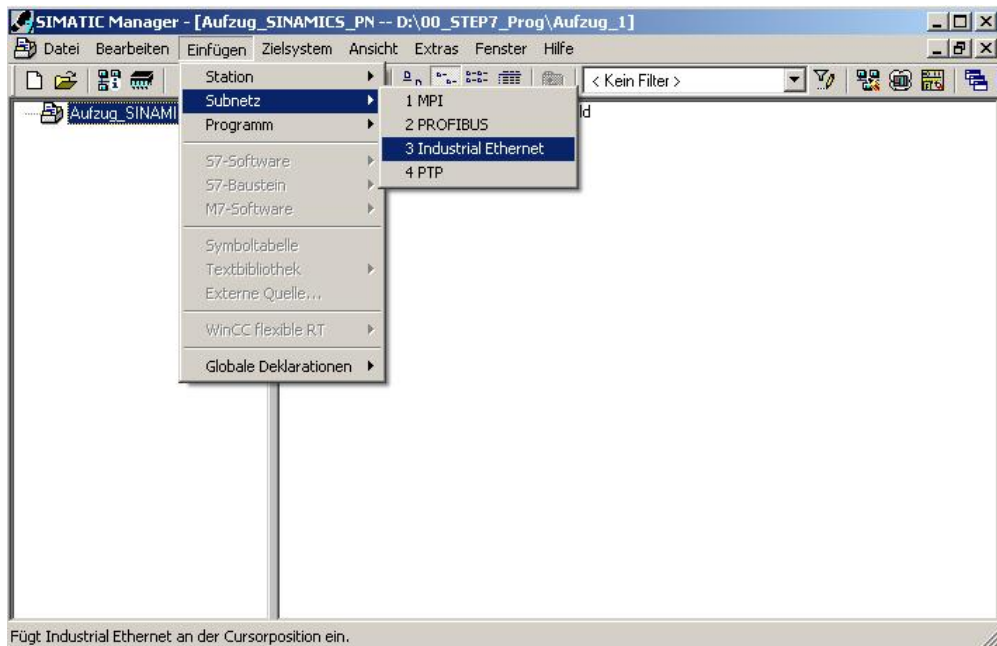 SIMATIC Manager - [Aufzug_SINAMICS_PN -- D:\00_STEP7_Prog\Aufzug_1]
Datei Bearbeiten Einfügen Zielsystem Ansicht Extras Fenster Hilfe
< Kein Filter >
Aufzug_SINAMI
Station
Subnetz
Programm
S7-Software
S7-Baustein
M7-Software
Symboltabelle
Textbibliothek
Externe Quelle...
WinCC flexible RT
Globale Deklarationen
1 MPI
2 PROFIBUS
3 Industrial Ethernet
4 PTP
ld
Fügt Industrial Ethernet an der Cursorposition ein.